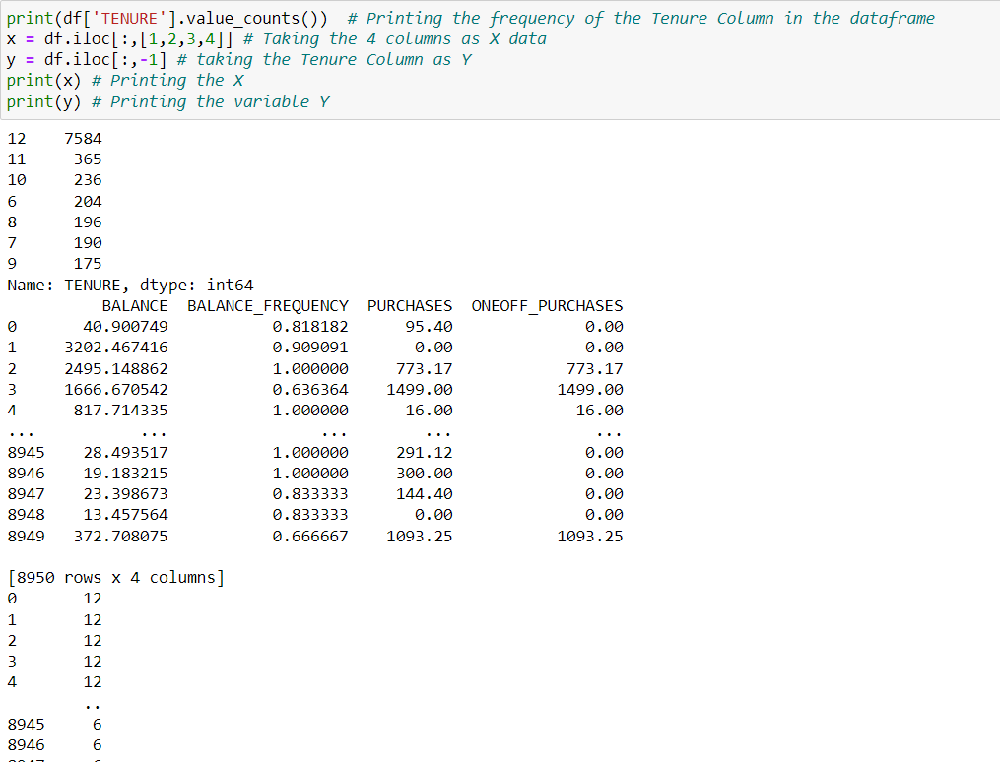 print(df['TENURE'].value_counts())  # Printing the frequency of the Tenure Column in the dataframe
x = df.iloc[:,[1,2,3,4]] # Taking the 4 columns as X data
y = df.iloc[:,-1] # taking the Tenure Column as Y
print(x) # Printing the X
print(y) # Printing the variable Y
12    7584
11     365
10     236
6      204
8      196
7      190
9      175
Name: TENURE, dtype: int64
          BALANCE  BALANCE_FREQUENCY  PURCHASES  ONEOFF_PURCHASES
0       40.900749           0.818182      95.40              0.00
1     3202.467416           0.909091       0.00              0.00
2     2495.148862           1.000000     773.17            773.17
3     1666.670542           0.636364    1499.00           1499.00
4      817.714335           1.000000      16.00             16.00
...           ...                ...        ...               ...
8945    28.493517           1.000000     291.12              0.00
8946    19.183215           1.000000     300.00              0.00
8947    23.398673           0.833333     144.40              0.00
8948    13.457564           0.833333       0.00              0.00
8949   372.708075           0.666667    1093.25           1093.25
[8950 rows x 4 columns]
0       12
1       12
2       12
3       12
4       12
        ..
8945     6
8946     6